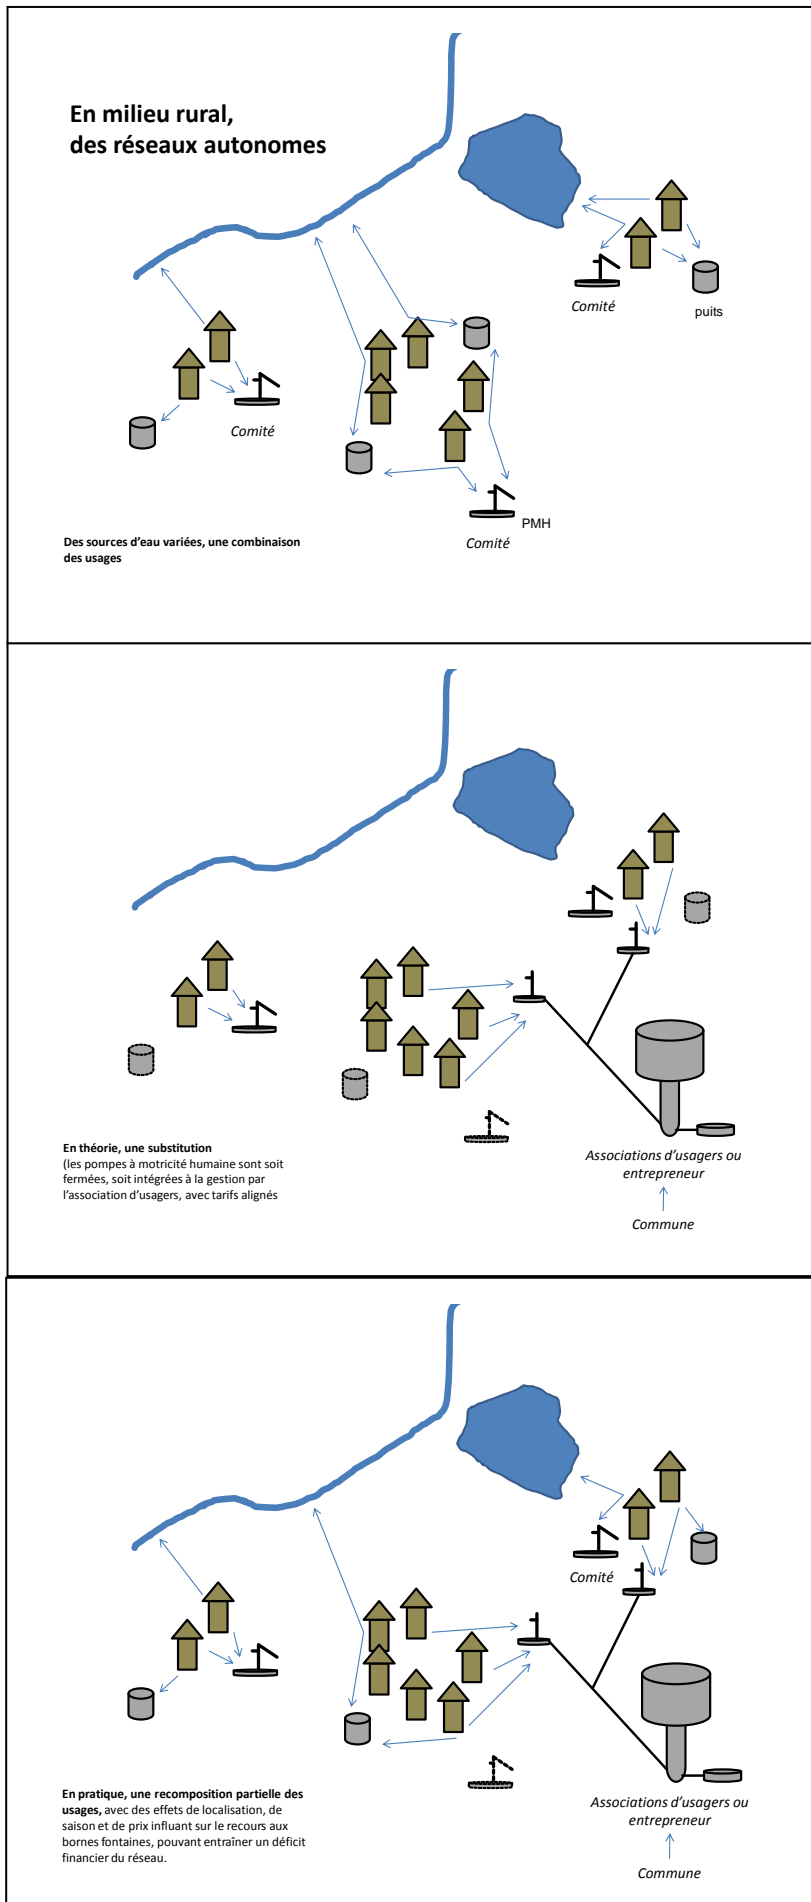 En milieu rural,
des réseaux autonomes
Comité
puits
Comité
PMH
Comité
Des sources d'eau variées, une combinaison
des usages
En théorie, une substitution
(les pompes à motricité humaine sont soit
fermées, soit intégrées à la gestion par
l'association d'usagers, avec tarifs alignés
Associations d'usagers ou
entrepreneur
Commune
Comité
En pratique, une recomposition partielle des
usages, avec des effets de localisation, de
saison et de prix influant sur le recours aux
bornes fontaines, pouvant entraîner un déficit
financier du réseau.
Associations d'usagers ou
entrepreneur
Commune